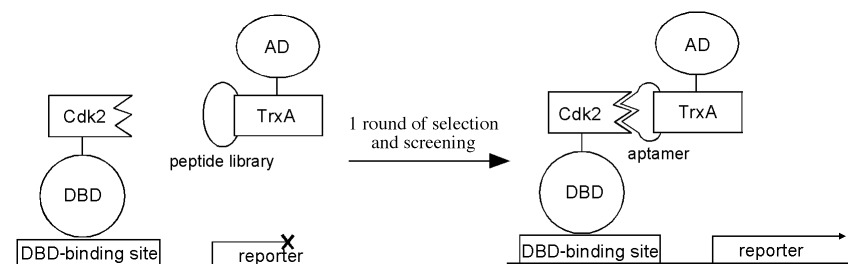 AD
Cdk2
TrxA
peptide library
DBD
DBD-binding site
reporter
1 round of selection
and screening
AD
Cdk2
TrxA
aptamer
DBD
DBD-binding site
reporter